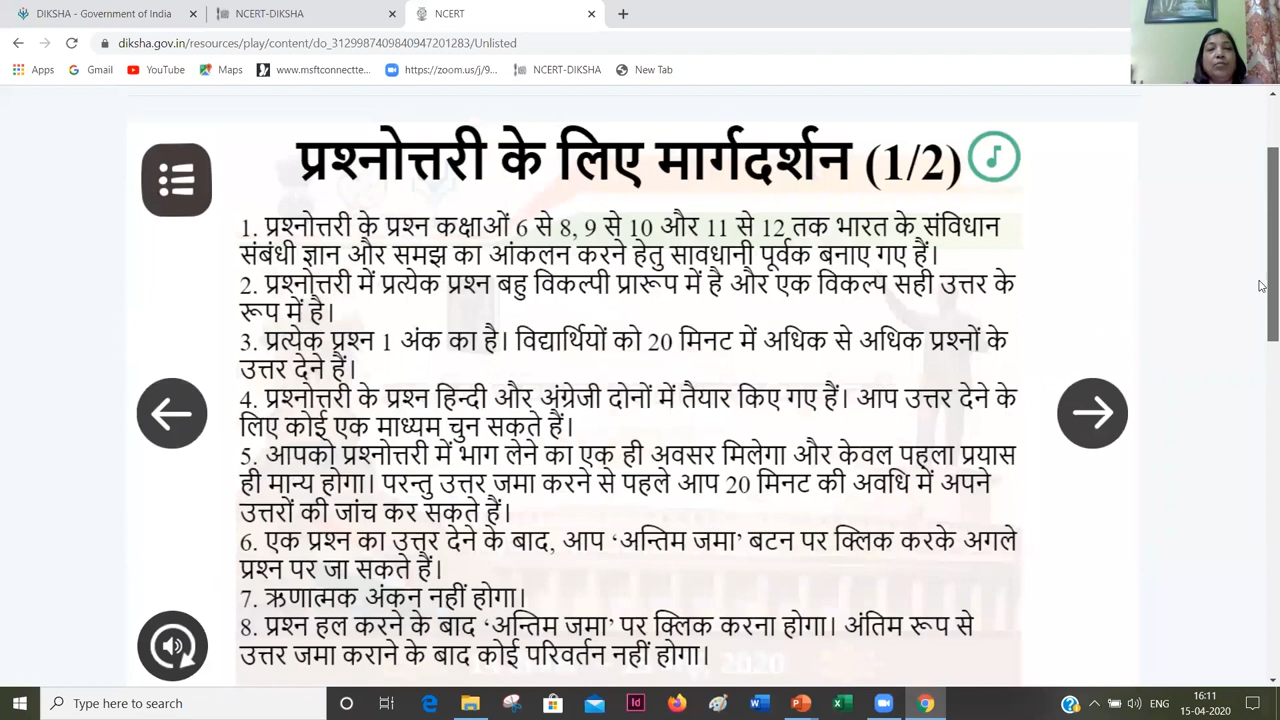 DIKSHA - Government of India
NCERT-DIKSHA
NCERT
diksha.gov.in/resources/play/content/do_3129987409840947201283/Unlisted
Apps
Gmail
YouTube
Maps
www.msftconnectte...
https://zoom.us/j/9...
NCERT-DIKSHA
New Tab
प्रश्नोत्तरी के लिए मार्गदर्शन (1/2)
1. प्रश्नोत्तरी के प्रश्न कक्षाओं 6 से 8, 9 से 10 और 11 से 12 तक भारत के संविधान
संबंधी ज्ञान और समझ का आंकलन करने हेतु सावधानी पूर्वक बनाए गए हैं।
2. प्रश्नोत्तरी में प्रत्येक प्रश्न बहु विकल्पी प्रारूप में है और एक विकल्प सही उत्तर के
रूप में है।
3. प्रत्येक प्रश्न 1 अंक का है। विद्यार्थियों को 20 मिनट में अधिक से अधिक प्रश्नों के
उत्तर देने हैं।
4. प्रश्नोत्तरी के प्रश्न हिन्दी और अंग्रेजी दोनों में तैयार किए गए हैं। आप उत्तर देने के
लिए कोई एक माध्यम चुन सकते हैं।
5. आपको प्रश्नोत्तरी में भाग लेने का एक ही अवसर मिलेगा और केवल पहला प्रयास
ही मान्य होगा। परन्तु उत्तर जमा करने से पहले आप 20 मिनट की अवधि में अपने
उत्तरों की जांच कर सकते हैं।
6. एक प्रश्न का उत्तर देने के बाद, आप ‘अन्तिम जमा’ बटन पर क्लिक करके अगले
प्रश्न पर जा सकते हैं।
7. ऋणात्मक अंकन नहीं होगा।
8. प्रश्न हल करने के बाद ‘अन्तिम जमा’ पर क्लिक करना होगा। अंतिम रूप से
उत्तर जमा कराने के बाद कोई परिवर्तन नहीं होगा।
2020
Type here to search
ENG
16:11
15-04-2020